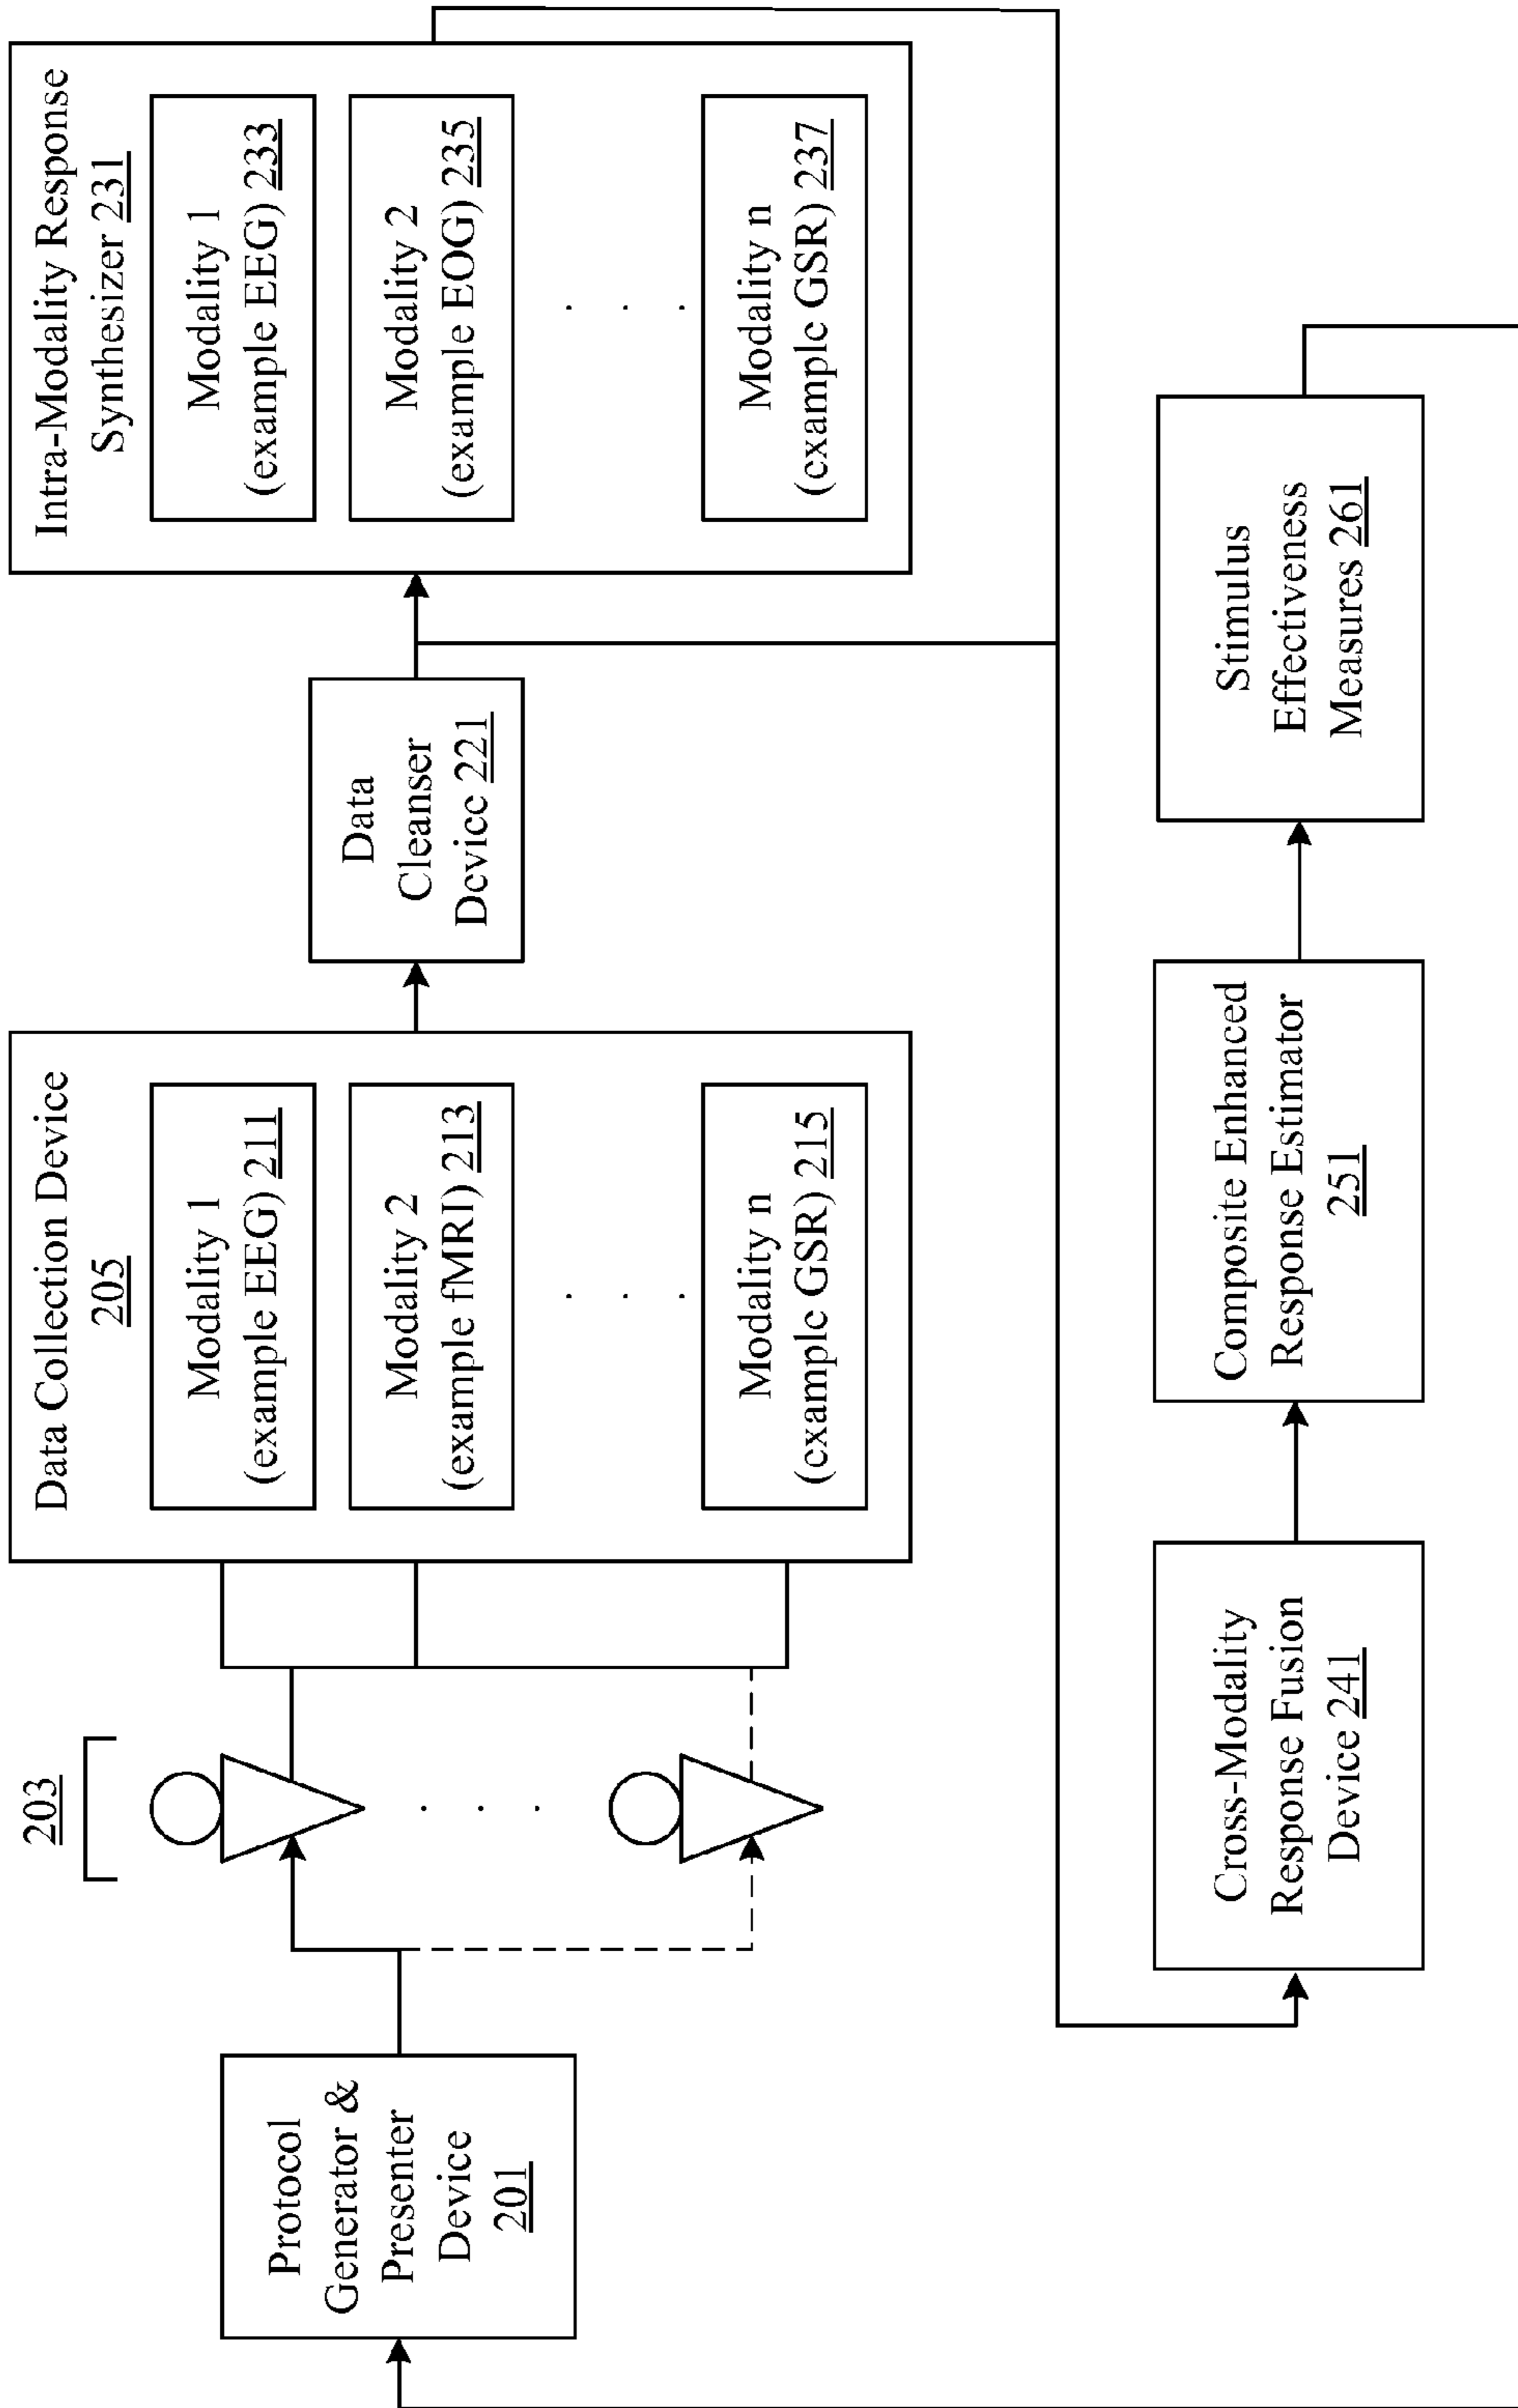 Protocol
Generator &
Presenter
Device
201
203
Data Collection Device
205
Modality 1
(example EEG) 211
Modality 2
(example fMRI) 213
. . .
Modality n
(example GSR) 215
Data
Cleanser
Device 221
Intra-Modality Response
Synthesizer 231
Modality 1
(example EEG) 233
Modality 2
(example EOG) 235
. . .
Modality n
(example GSR) 237
Cross-Modality
Response Fusion
Device 241
Composite Enhanced
Response Estimator
251
Stimulus
Effectiveness
Measures 261